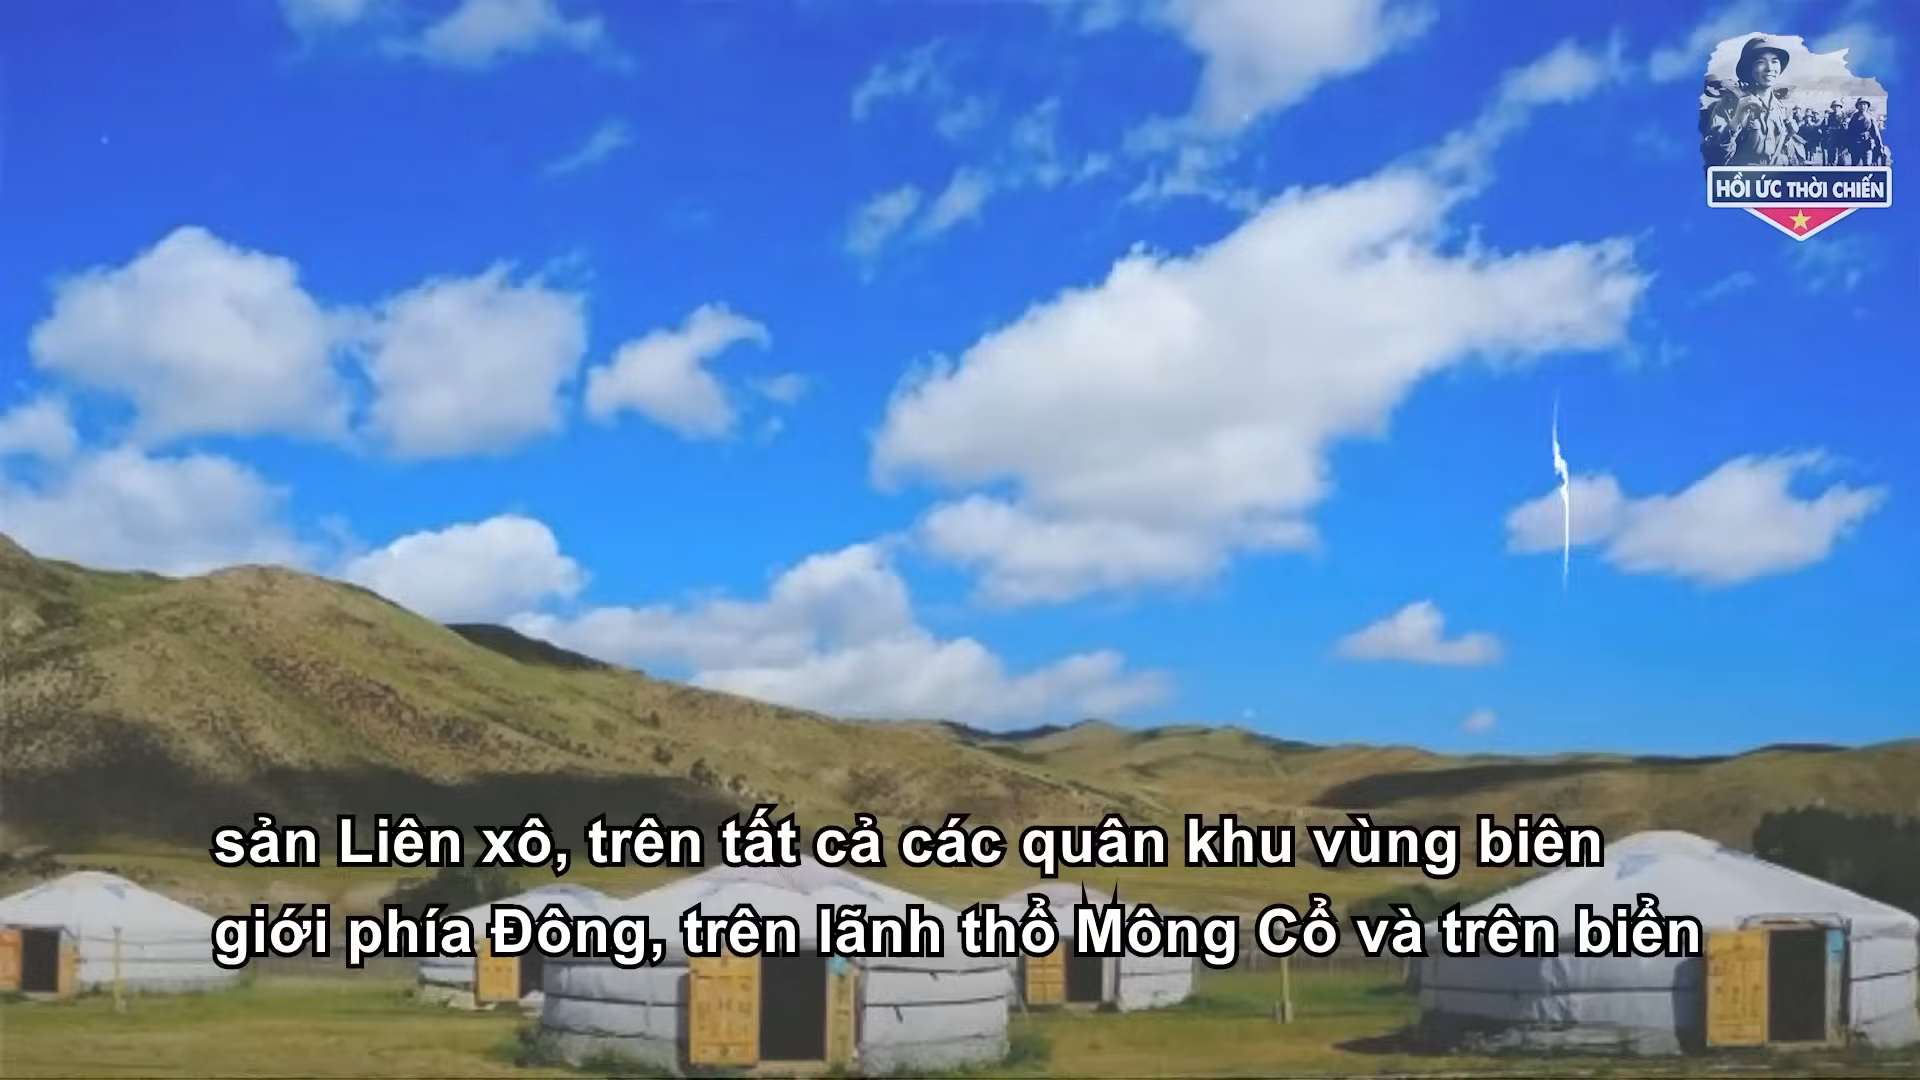 HỒI ỨC THỜI CHIẾN
sản Liên xô, trên tất cả các quân khu vùng biên
giới phía Đông, trên lãnh thổ Mông Cổ và trên biển